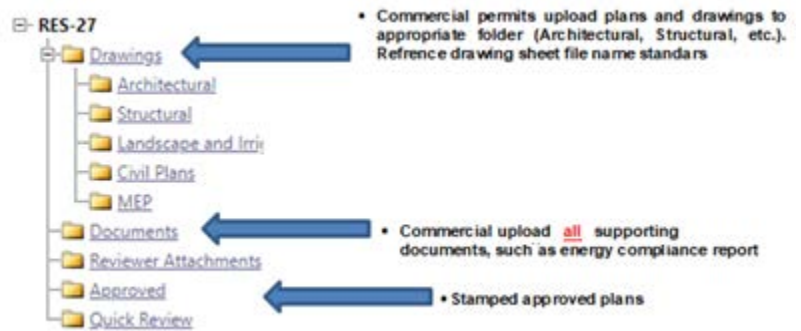 RES-27
Drawings
Architectural
Structural
Landscape and Irrig
Civil Plans
MEP
Documents
Reviewer Attachments
Approved
Quick Review
• Commercial permits upload plans and drawings to
appropriate folder (Architectural, Structural, etc.).
Refrence drawing sheet file name standars
• Commercial upload all supporting
documents, such as energy compliance report
• Stamped approved plans